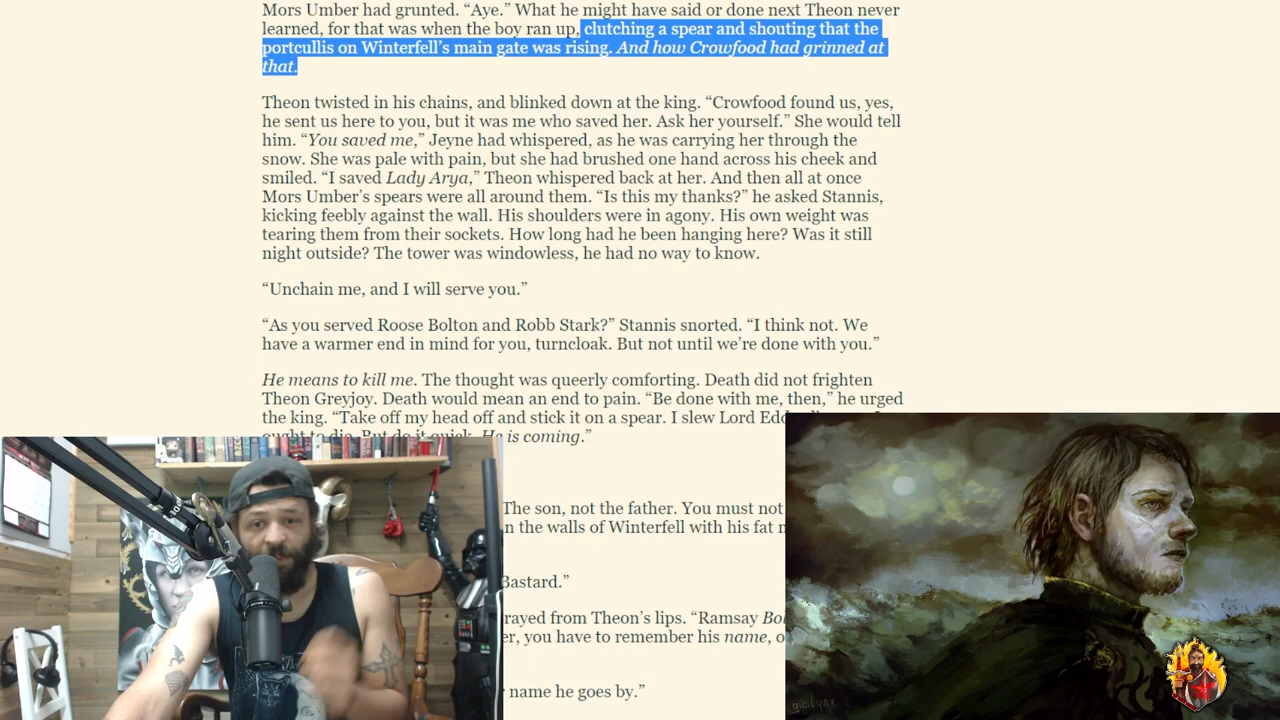 Mors Umber had grunted. “Aye.” What he might have said or done next Theon never
learned, for that was when the boy ran up, clutching a spear and shouting that the
portcullis on Winterfell’s main gate was rising. And how Crowfood had grinned at
that.
Theon twisted in his chains, and blinked down at the king. “Crowfood found us, yes,
he sent us here to you, but it was me who saved her. Ask her yourself.” She would tell
him. “You saved me,” Jeyne had whispered, as he was carrying her through the
snow. She was pale with pain, but she had brushed one hand across his cheek and
smiled. “I saved Lady Arya,” Theon whispered back at her. And then all at once
Mors Umber’s spears were all around them. “Is this my thanks?” he asked Stannis,
kicking feebly against the wall. His shoulders were in agony. His own weight was
tearing them from their sockets. How long had he been hanging here? Was it still
night outside? The tower was windowless, he had no way to know.
“Unchain me, and I will serve you.”
“As you served Roose Bolton and Robb Stark?” Stannis snorted. “I think not. We
have a warmer end in mind for you, turncloak. But not until we’re done with you.”
He means to kill me. The thought was queerly comforting. Death did not frighten
Theon Greyjoy. Death would mean an end to pain. “Be done with me, then,” he urged
the king. “Take off my head off and stick it on a spear. I slew Lord
ought to die. But do it quick. He is coming.”
The son, not the father. You must not
the walls of Winterfell with his fat
Bastard.”
from Theon’s lips. “Ramsay
you have to remember his name,
name he goes by.”
gibilynx